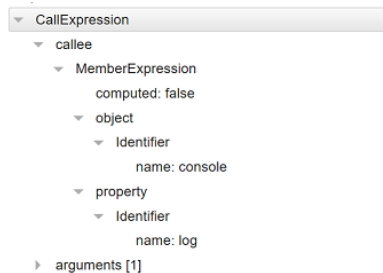 CallExpression
callee
MemberExpression
computed: false
object
Identifier
name: console
property
Identifier
name: log
arguments [1]